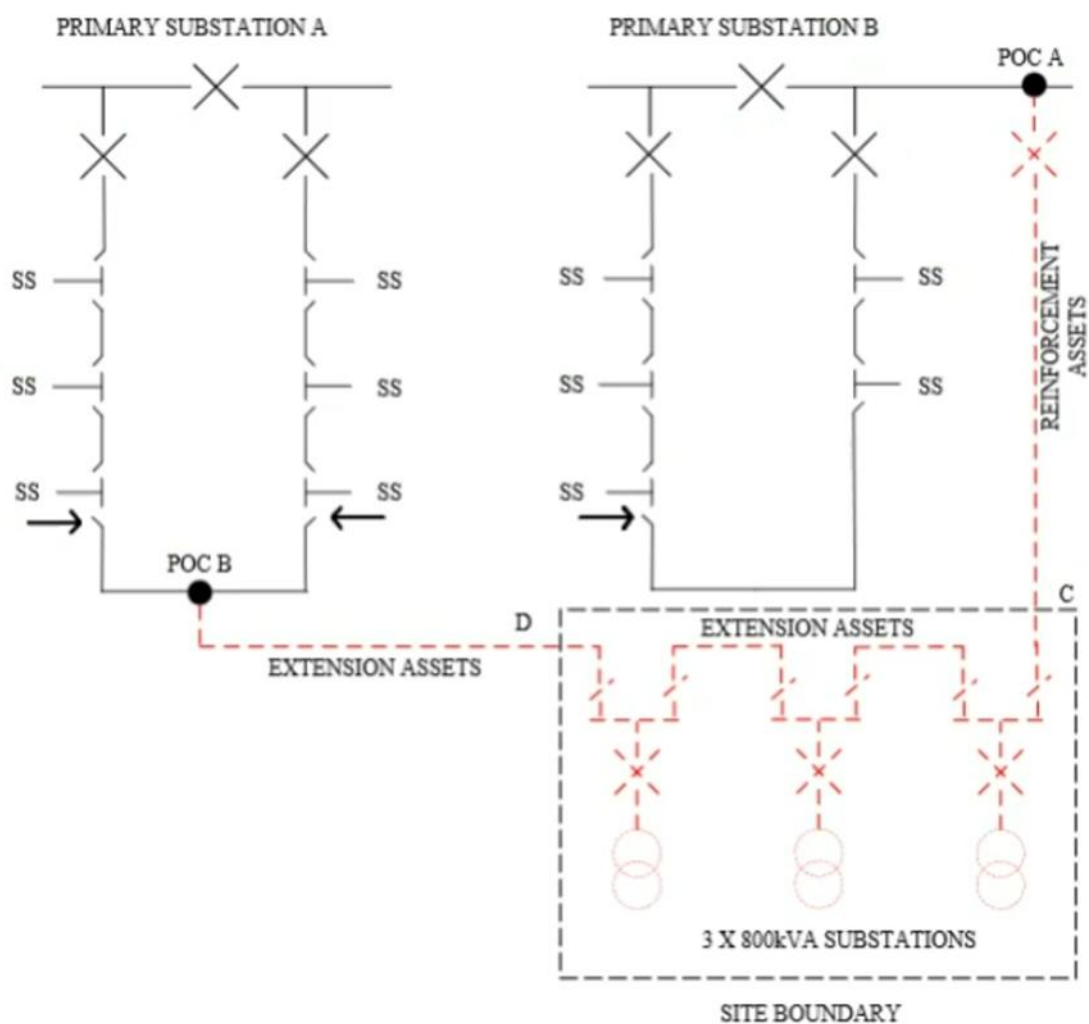 PRIMARY SUBSTATION A
PRIMARY SUBSTATION B
POC A
SS
SS
SS
SS
SS
SS
SS
SS
SS
SS
SS
REINFORCEMENT
ASSETS
POC B
C
D
EXTENSION ASSETS
EXTENSION ASSETS
3 X 800kVA SUBSTATIONS
SITE BOUNDARY